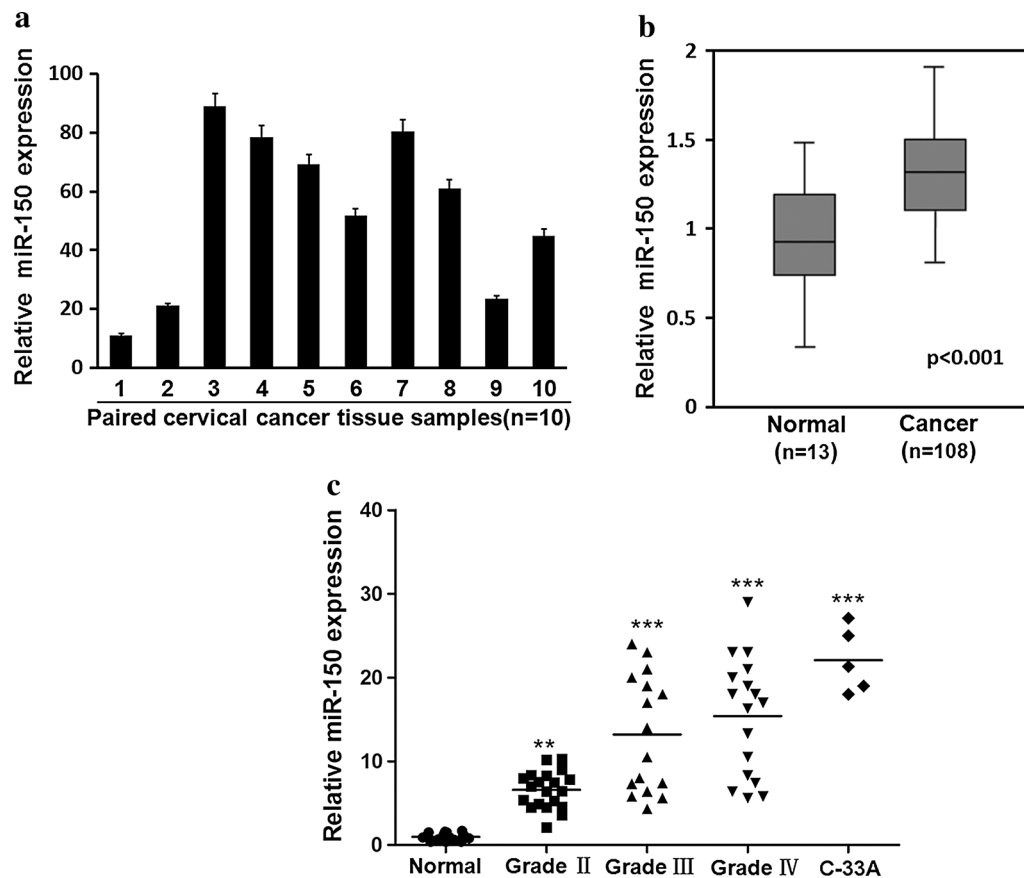 a
Relative miR-150 expression
100
80
60
40
20
0
1 2 3 4 5 6 7 8 9 10
Paired cervical cancer tissue samples(n=10)
b
Relative miR-150 expression
2
1.5
1
0.5
0
p<0.001
Normal Cancer
(n=13) (n=108)
c
Relative miR-150 expression
40
30
20
10
0
** *** *** ***
Normal Grade Ⅱ Grade Ⅲ Grade Ⅳ C-33A